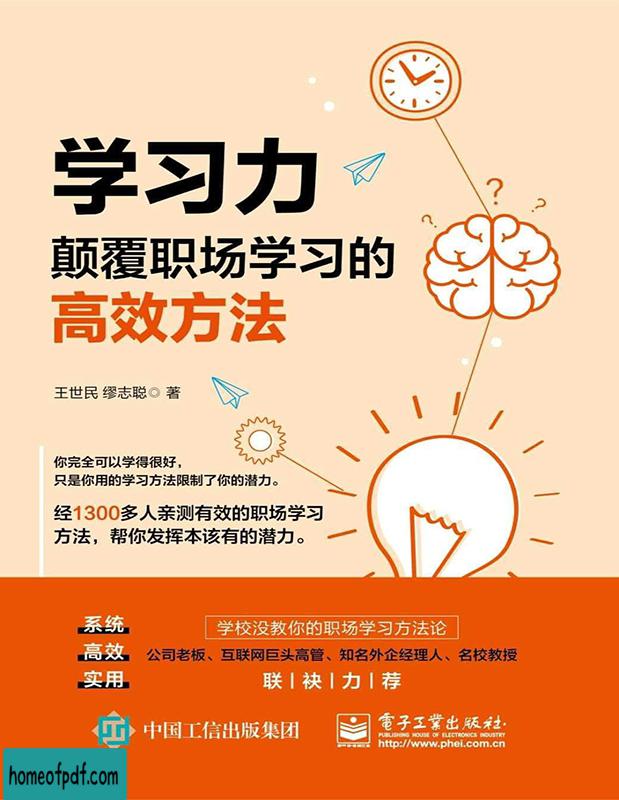 学习力
颠覆职场学习的
高效方法
王世民 缪志聪◎ 著
你完全可以学得很好，
只是你用的学习方法限制了你的潜力。
经1300多人亲测有效的职场学习
方法，帮你发挥本该有的潜力。
系统
高效
实用
学校没教你的职场学习方法论
公司老板、互联网巨头高管、知名外企经理人、名校教授
联|袂|力|荐
中国工信出版集团
電子工業出版社·
PUBLISHING HOUSE OF ELECTRONICS INDUSTRY
http://www.phei.com.cn
homeofpdf.com